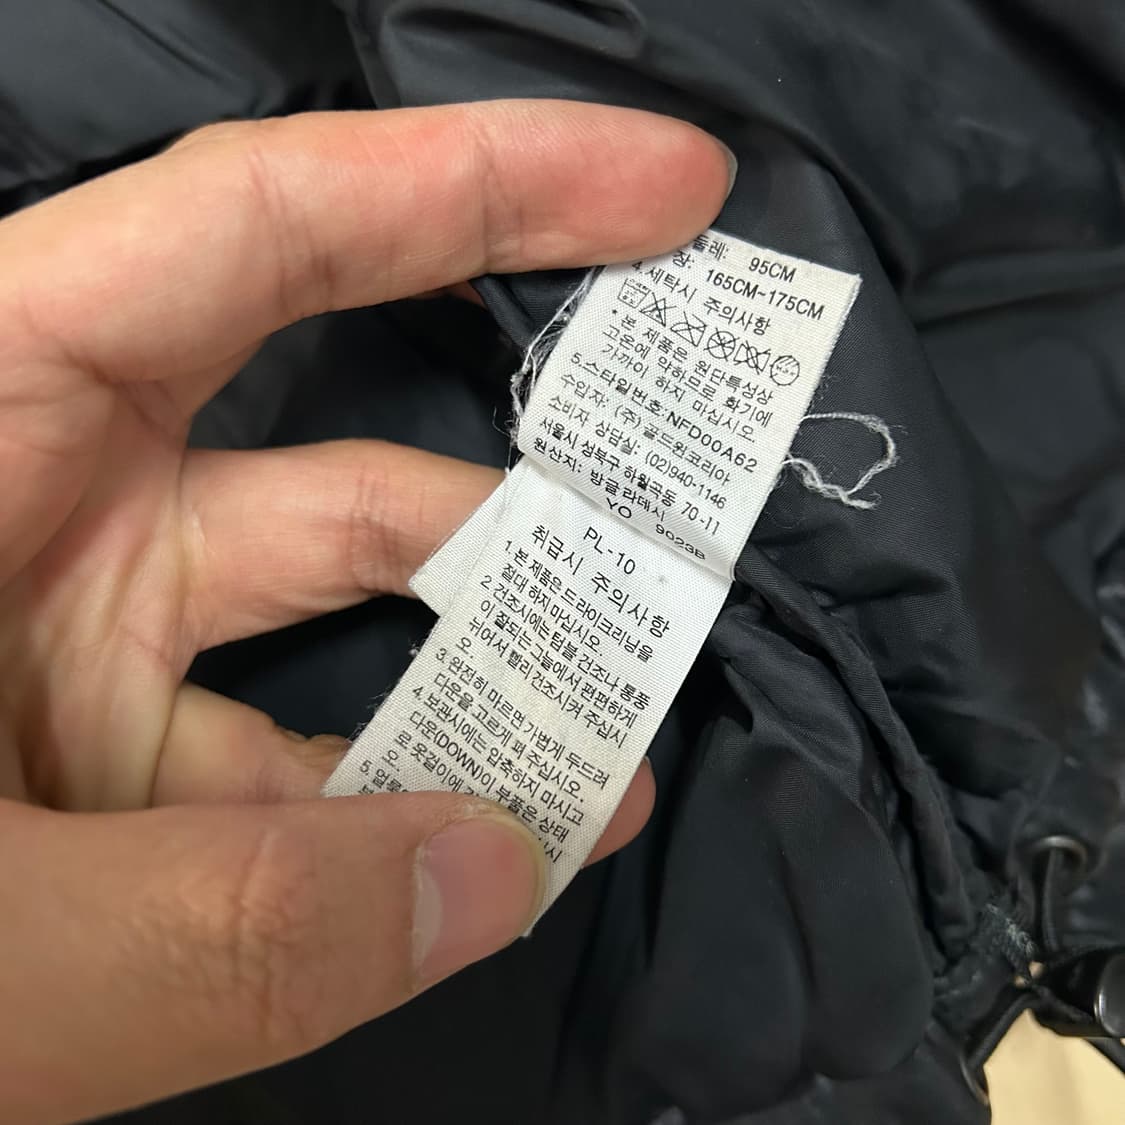 둘레: 95CM
장: 165CM~175CM
4.세탁시 주의사항
*본 제품은 원단특성상
고온에 약하므로 화기에
가까이 하지 마십시오.
5.스타일번호:NFD00A62
수입자: (주)골드윈코리아
소비자 상담실: (02)940-1146
서울시 성북구 하월곡동 70-11
원산지: 방글라데시
YO 9023B
PL-10
취급시 주의사항
1.본 제품은 드라이크리닝을
절대 하지 마십시오.
2.건조시에는 텀블 건조나 통풍
이 잘되는 그늘에서 편편하게
뉘어서 빨리 건조시켜 주십시
오.
3.완전히 마르면 가볍게 두드려
다운을 고르게 펴 주십시오.
4.보관시에는 압축하지 마시고
다운(DOWN)이 부풀은 상태
로 옷걸이에
오.
5.얼룩